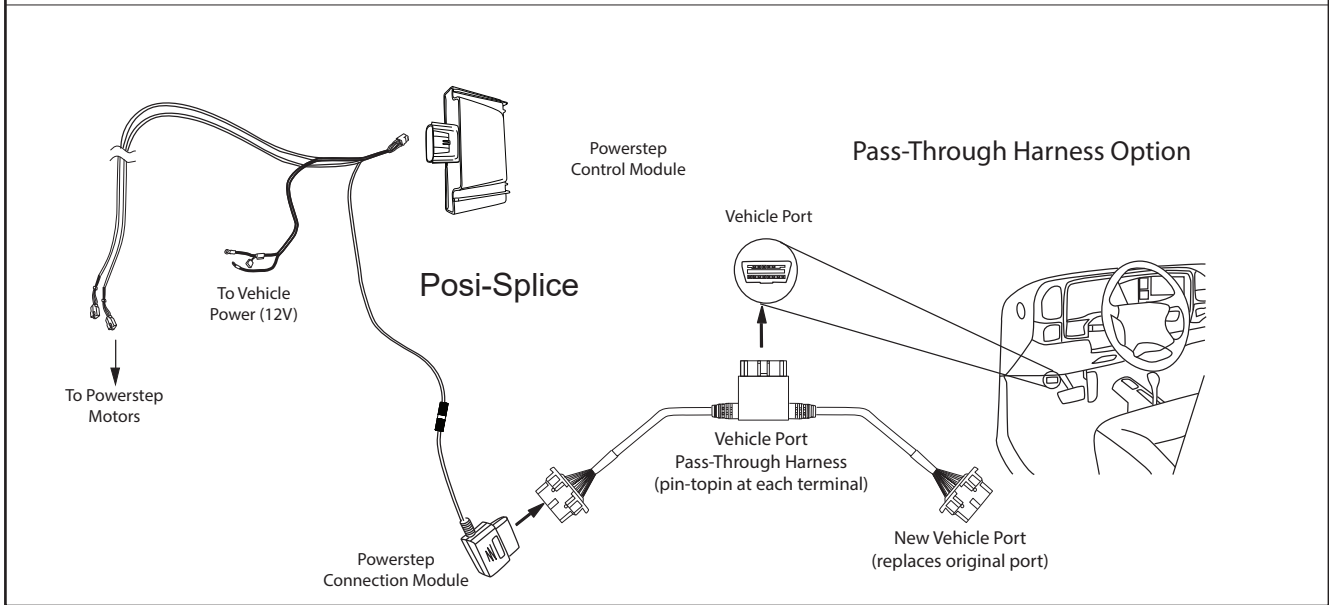 Powerstep
Control Module
Pass-Through Harness Option
Vehicle Port
Posi-Splice
To Vehicle
Power (12V)
To Powerstep
Motors
Vehicle Port
Pass-Through Harness
(pin-topin at each terminal)
New Vehicle Port
(replaces original port)
Powerstep
Connection Module